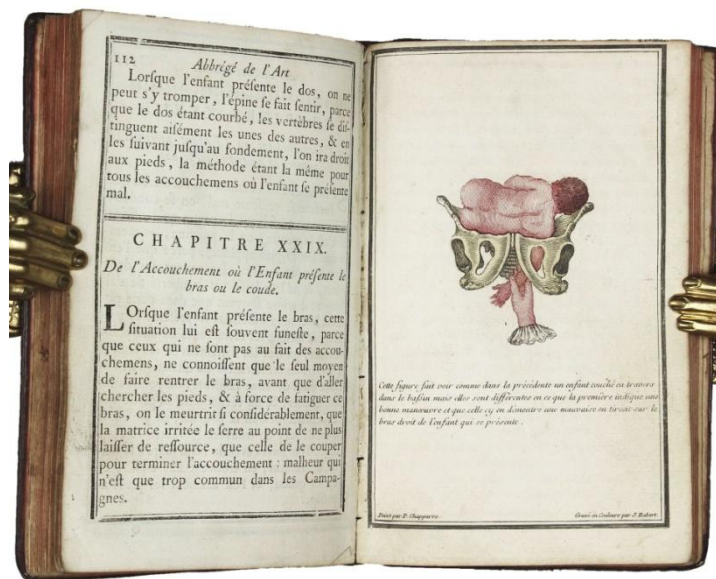 112
Abbrégé de l'Art
Lorſque l'enfant préſente le dos, on ne
peut s'y tromper, l'épine ſe fait ſentir, parce
que le dos étant courbé, les vertèbres ſe diſ-
tinguent aiſément les unes des autres, & en
les ſuivant juſqu'au fondement, l'on ira droit
aux pieds, la méthode étant la même pour
tous les accouchemens où l'enfant ſe préſente
mal.
CHAPITRE XXIX.
De l'Accouchement où l'Enfant préſente le
bras ou le coude.
LOrſque l'enfant préſente le bras, cette
ſituation lui eſt ſouvent funeſte, parce
que ceux qui ne ſont pas au fait des accou-
chemens, ne connoiſſent que le ſeul moyen
de faire rentrer le bras, avant que d'aller
chercher les pieds, & à force de fatiguer ce
bras, on le meurtrit ſi conſidérablement, que
la matrice irritée le ſerre au point de ne plus
laiſſer de reſſource, que celle de le couper
pour terminer l'accouchement : malheur qui
n'eſt que trop commun dans les Campa-
gnes.
Cette figure fait voir comme dans la précédente un enfant couché en travers
dans le baſſin mais elles sont différentes en ce que la première indique une
bonne manœuvre et que celle cy en démontre une mauvaise en tirant sur le
bras droit de l'enfant qui se présente.
Peint par P. Chapparre.
Gravé en Couleurs par J. Robert.